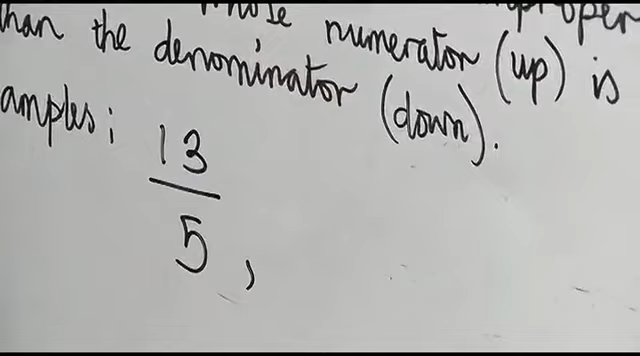 numerator (up) is
than the denominator (down).
amples;
13
5,